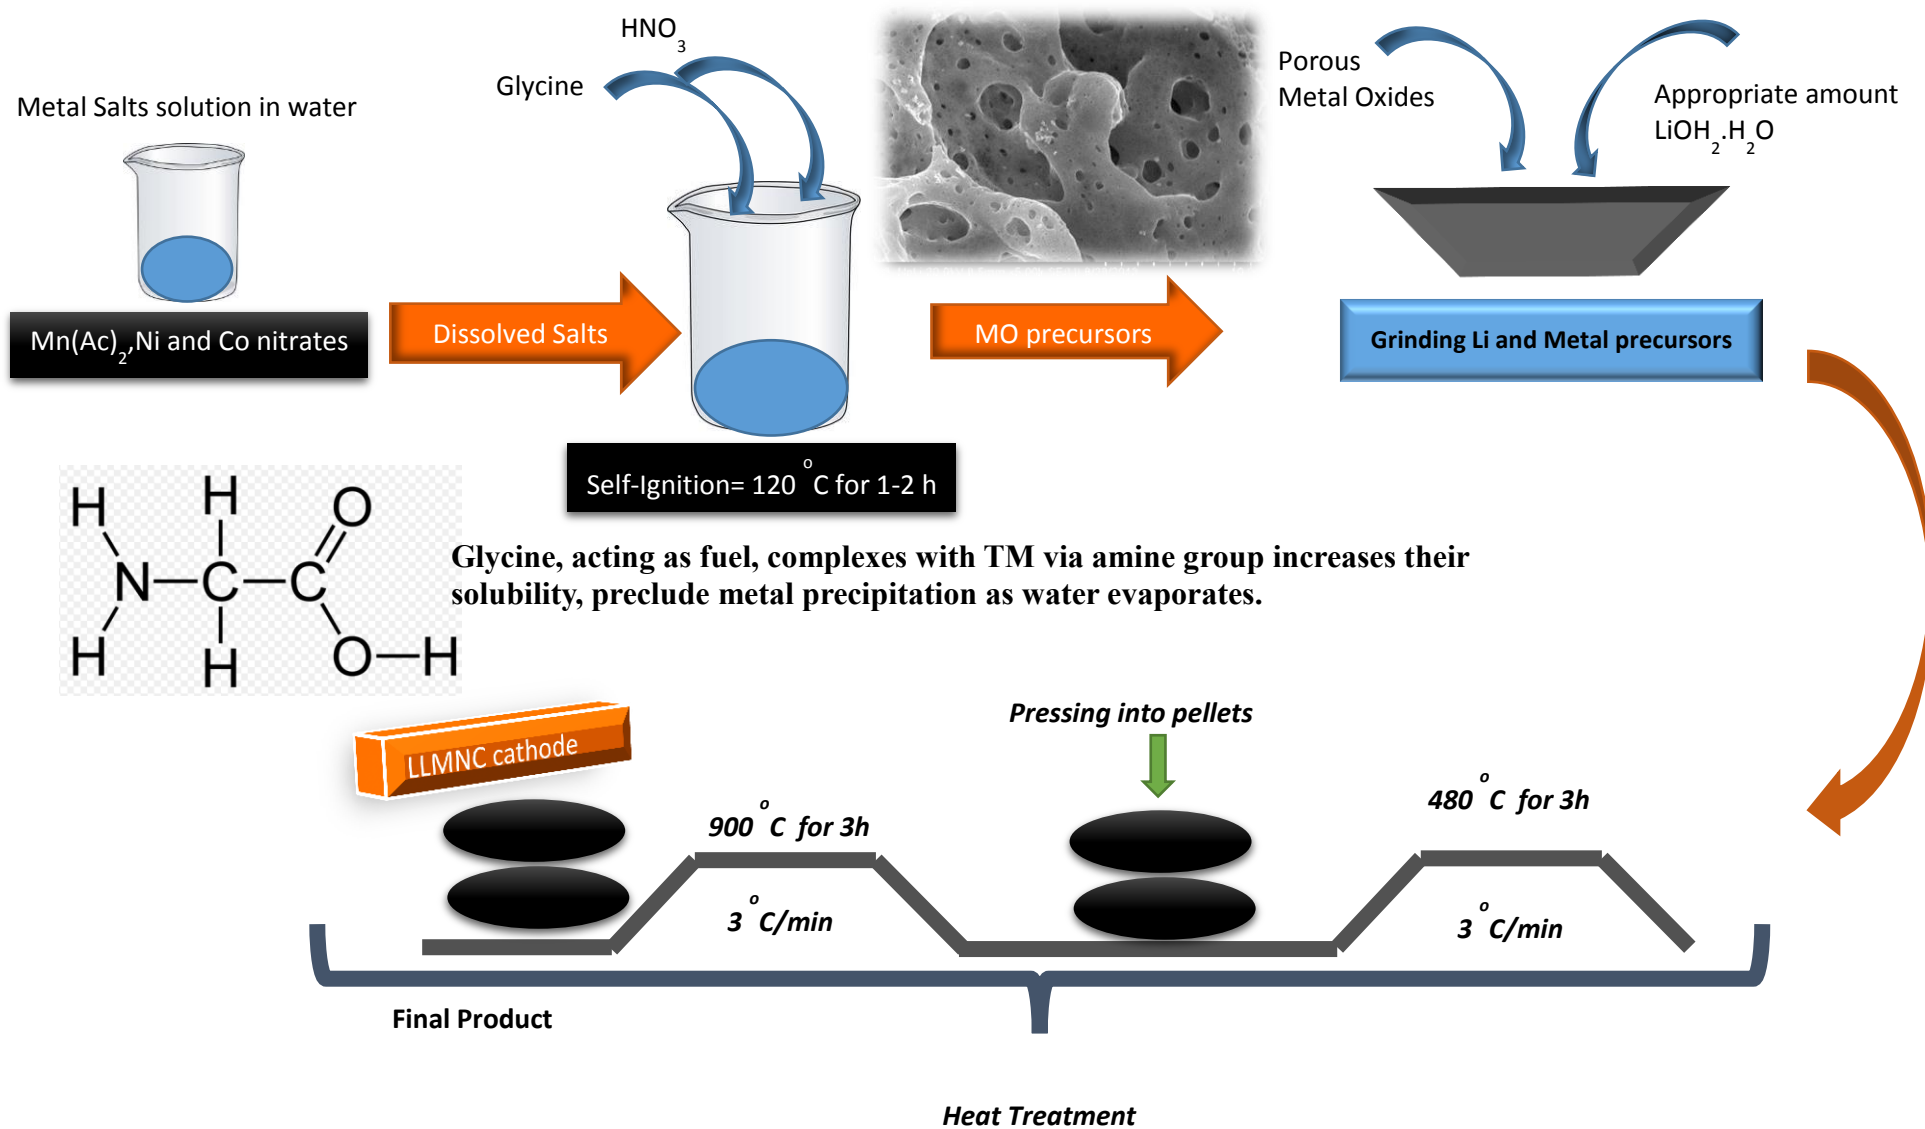 HNO3
Glycine
Metal Salts solution in water
Mn(Ac)2,Ni and Co nitrates
Dissolved Salts
Self-Ignition= 120 °C for 1-2 h
MO precursors
Porous
Metal Oxides
Appropriate amount
LiOH2.H2O
Grinding Li and Metal precursors
H
H
O
N
C
C
H
H
O
H
Glycine, acting as fuel, complexes with TM via amine group increases their
solubility, preclude metal precipitation as water evaporates.
LLMNC cathode
Pressing into pellets
900 °C for 3h
3 °C/min
480 °C for 3h
3 °C/min
Final Product
Heat Treatment